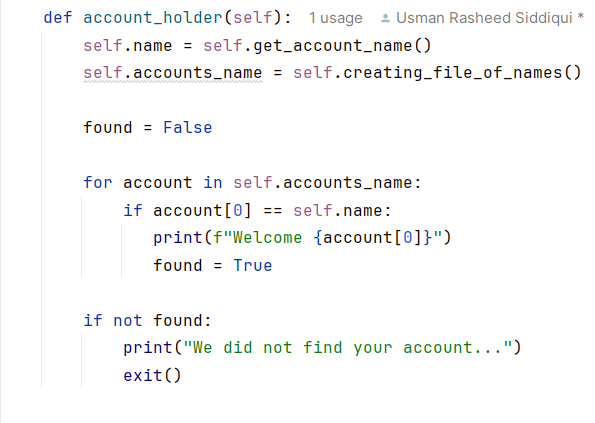 def account_holder(self): 1 usage Usman Rasheed Siddiqui *
    self.name = self.get_account_name()
    self.accounts_name = self.creating_file_of_names()

    found = False

    for account in self.accounts_name:
        if account[0] == self.name:
           print(f"Welcome {account[0]}")
           found = True

    if not found:
        print("We did not find your account...")
        exit()